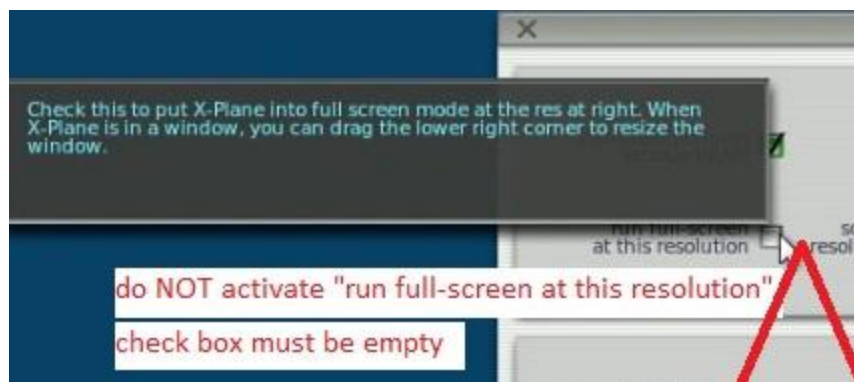 Check this to put X-Plane into full screen mode at the res at right. When
X-Plane is in a window, you can drag the lower right corner to resize the
window.
run full-screen
at this resolution
do NOT activate "run full-screen at this resolution"
check box must be empty